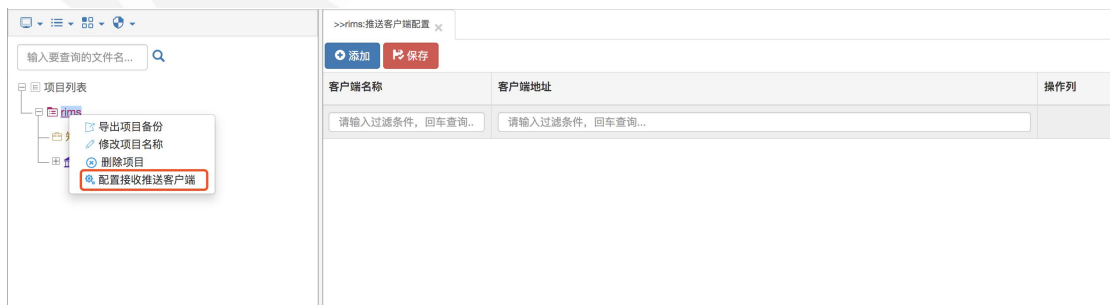 >>rims:推送客户端配置
输入要查询的文件名...
添加 保存
项目列表
客户端名称 客户端地址 操作列
rims
请输入过滤条件，回车查询.. 请输入过滤条件，回车查询...
导出项目备份
修改项目名称
删除项目
配置接收推送客户端